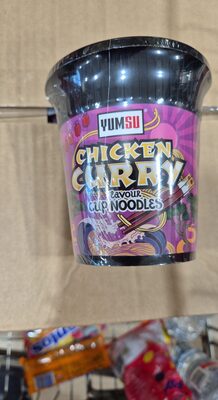 YUMSU
CHICKEN
CURRY
flavour
CUP NOODLES